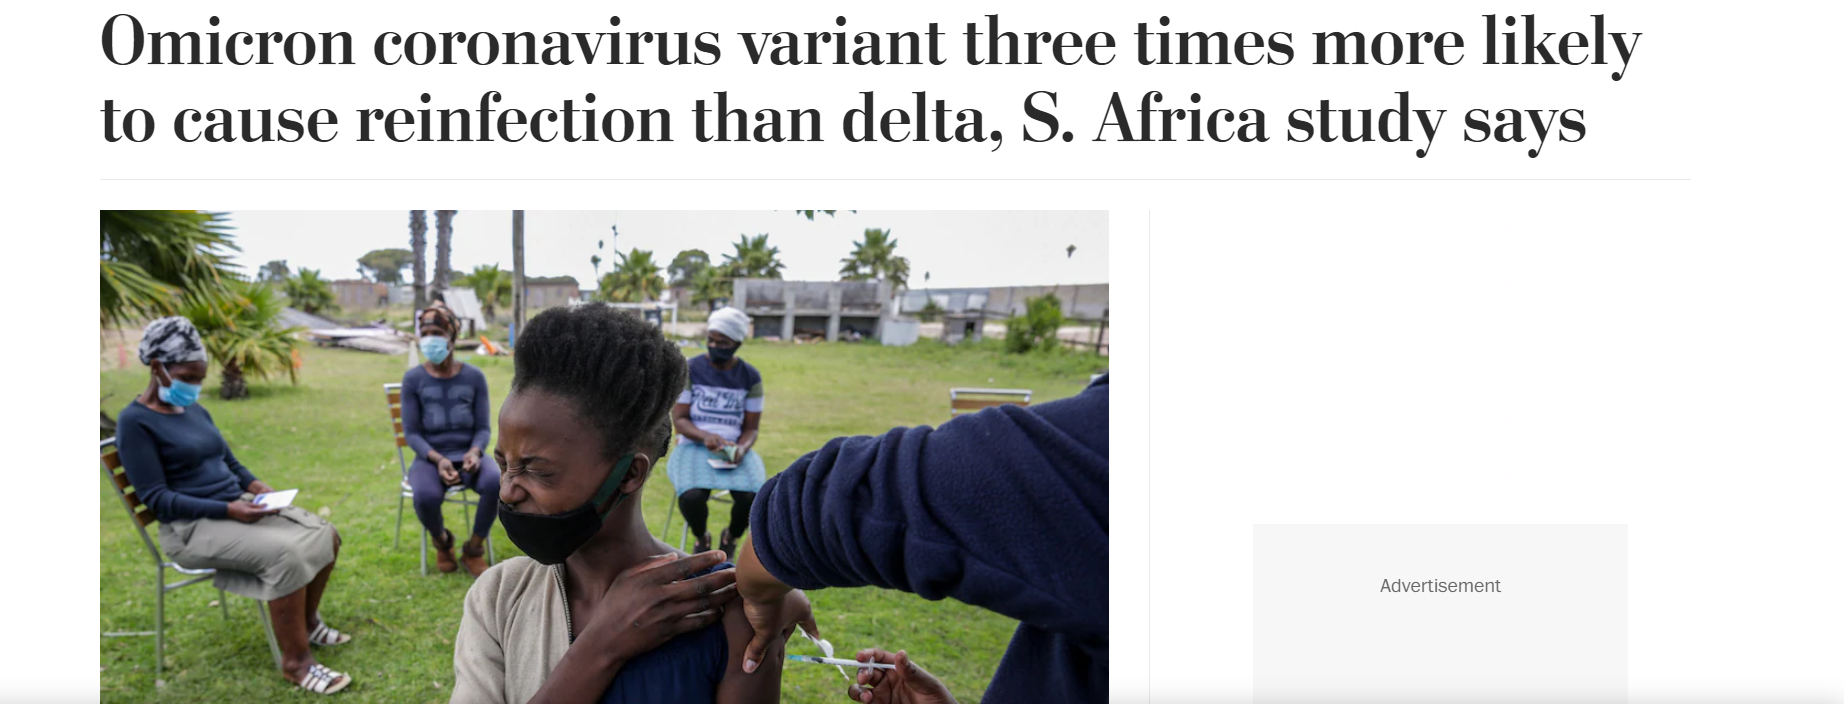 Omicron coronavirus variant three times more likely
to cause reinfection than delta, S. Africa study says
Advertisement